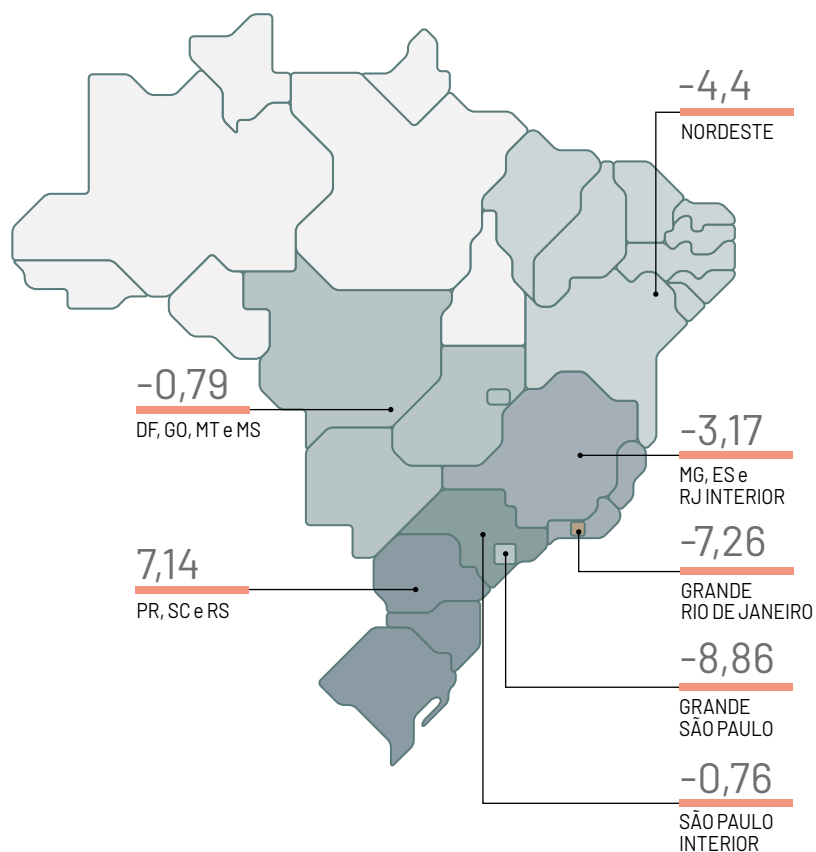 -4,4
NORDESTE
-0,79
DF, GO, MT e MS
-3,17
MG, ES e
RJ INTERIOR
-7,26
GRANDE
RIO DE JANEIRO
7,14
PR, SC e RS
-8,86
GRANDE
SÃO PAULO
-0,76
SÃO PAULO
INTERIOR